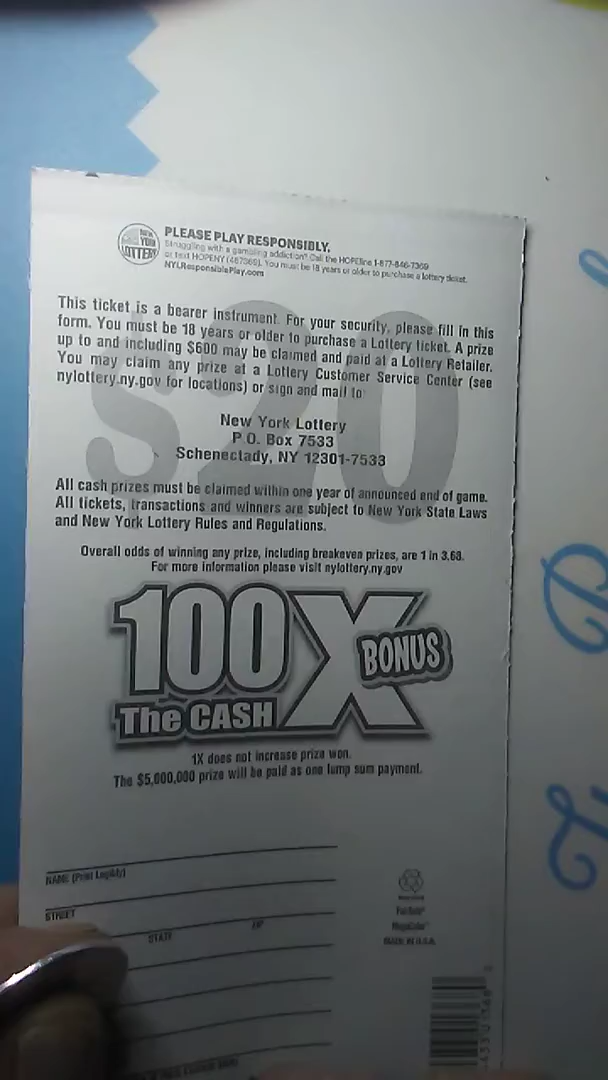 NEW
YORK
LOTTERY
PLEASE PLAY RESPONSIBLY.
Struggling with a gambling addiction? Call the HOPEline 1-877-846-7369
or text HOPENY (467369). You must be 18 years or older to purchase a lottery ticket.
NYLResponsiblePlay.com
$20
This ticket is a bearer instrument. For your security, please fill in this
form. You must be 18 years or older to purchase a Lottery ticket. A prize
up to and including $600 may be claimed and paid at a Lottery Retailer.
You may claim any prize at a Lottery Customer Service Center (see
nylottery.ny.gov for locations) or sign and mail to:
New York Lottery
P.O. Box 7533
Schenectady, NY 12301-7533
All cash prizes must be claimed within one year of announced end of game.
All tickets, transactions and winners are subject to New York State Laws
and New York Lottery Rules and Regulations.
Overall odds of winning any prize, including breakeven prizes, are 1 in 3.68.
For more information please visit nylottery.ny.gov
100X
BONUS
The CASH
1X does not increase prize won.
The $5,000,000 prize will be paid as one lump sum payment.
NAME (Print Legibly)
STREET
STATE ZIP
MADE IN U.S.A.